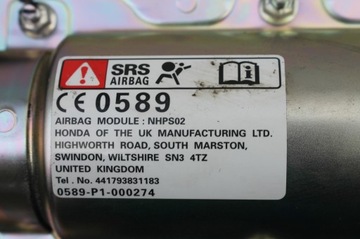 SRS
AIRBAG
CE 0589
AIRBAG MODULE : NHPS02
HONDA OF THE UK MANUFACTURING LTD.
HIGHWORTH ROAD, SOUTH MARSTON,
SWINDON, WILTSHIRE SN3 4TZ
UNITED KINGDOM
Tel . No. 441793831183
0589-P1-000274